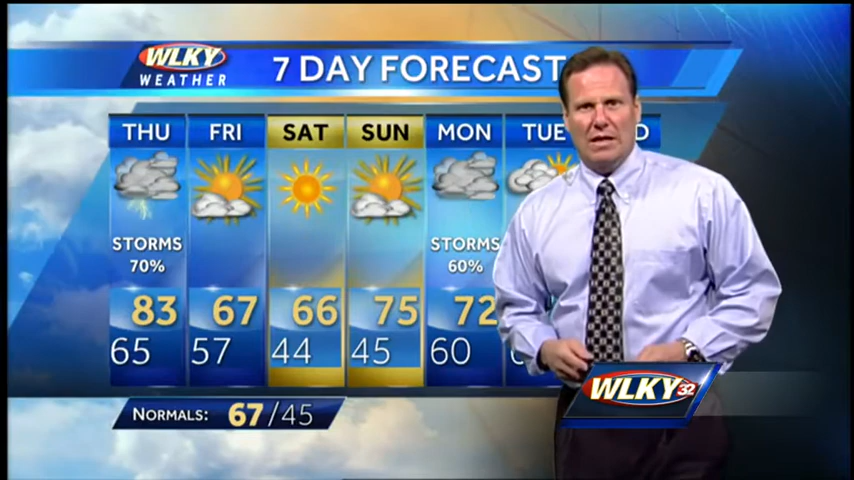 WLKY
WEATHER
7 DAY FORECAST
THU FRI SAT SUN MON TUE D
STORMS STORMS
70% 60%
83 67 66 75 72
65 57 44 45 60
NORMALS: 67/45
WLKY 32